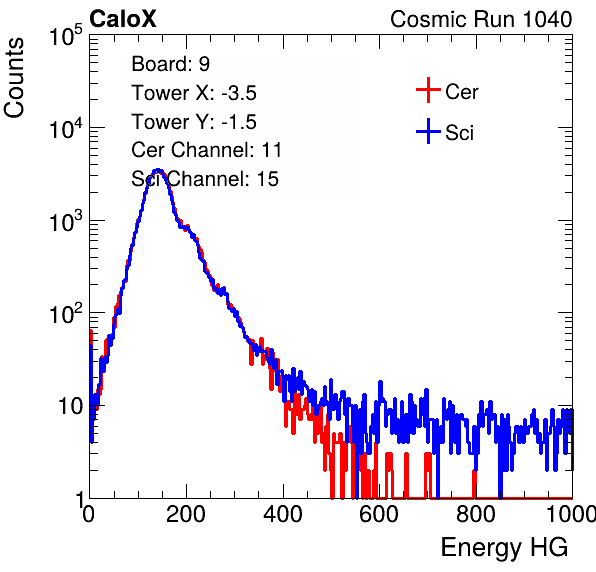 CaloX Cosmic Run 1040
Counts
Board: 9
Tower X: -3.5
Tower Y: -1.5
Cer Channel: 11
Sci Channel: 15
Cer
Sci
10^5
10^4
10^3
10^2
10
1
0 200 400 600 800 1000
Energy HG